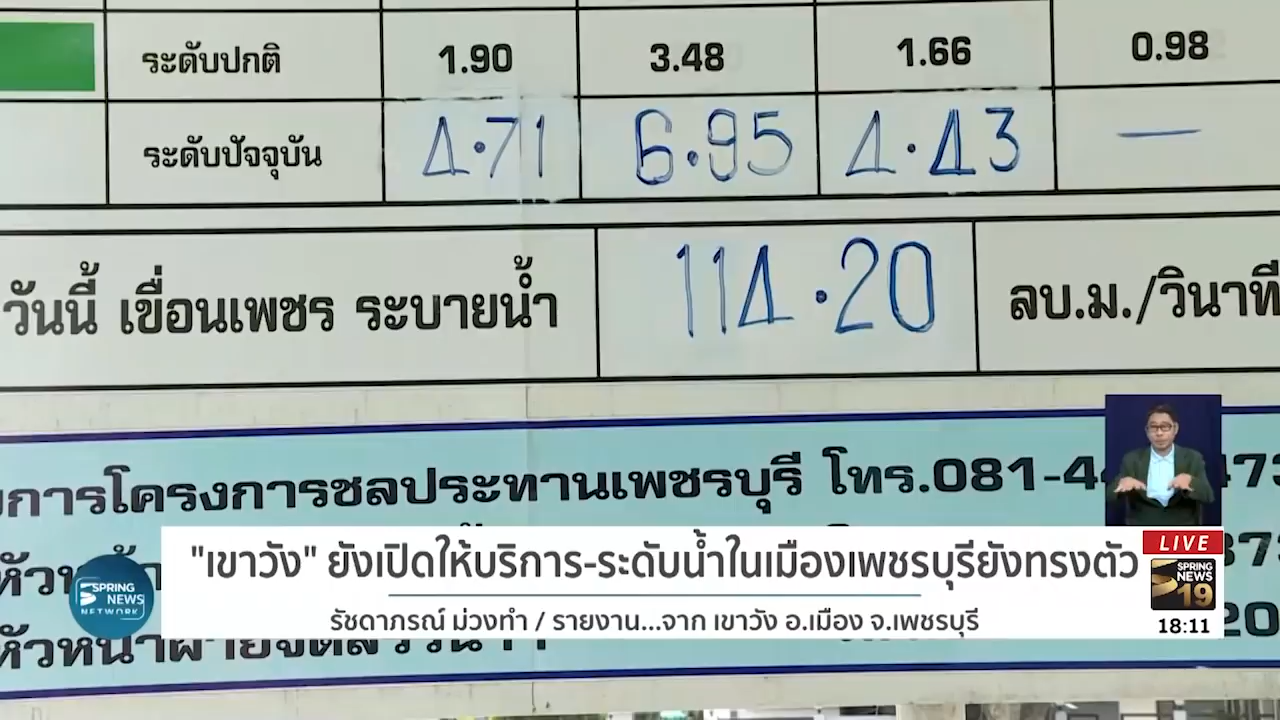 ระดับปกติ 1.90 3.48 1.66 0.98
ระดับปัจจุบัน 4.71 6.95 4.43 —
วันนี้ เขื่อนเพชร ระบายน้ำ 114.20 ลบ.ม./วินาที
การโครงการชลประทานเพชรบุรี โทร.081-4
"เขาวัง" ยังเปิดให้บริการ-ระดับน้ำในเมืองเพชรบุรียังทรงตัว
รัชดาภรณ์ ม่วงทำ / รายงาน...จาก เขาวัง อ.เมือง จ.เพชรบุรี
SPRING NEWS NETWORK
LIVE
SPRING NEWS 19
18:11